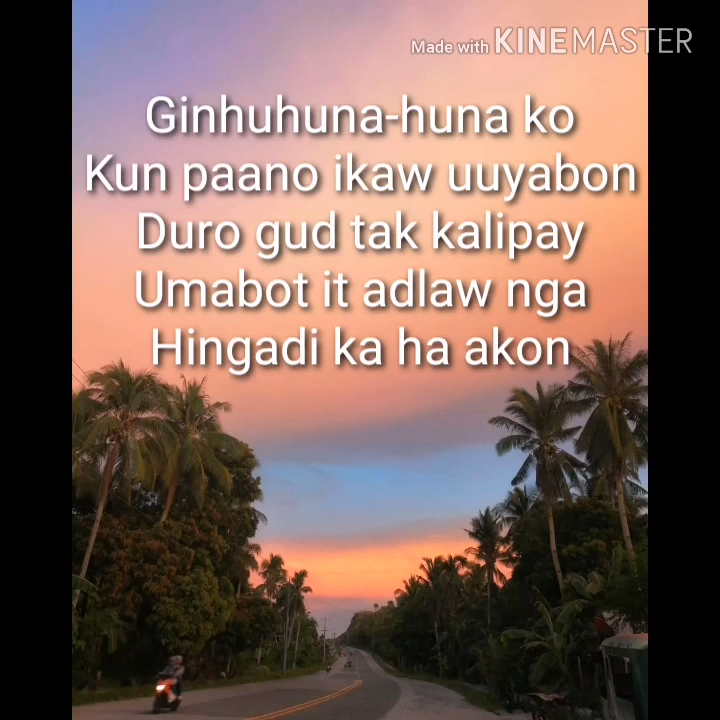 Made with KINEMASTER
Ginhuhuna-huna ko
Kun paano ikaw uuyabon
Duro gud tak kalipay
Umabot it adlaw nga
Hingadi ka ha akon